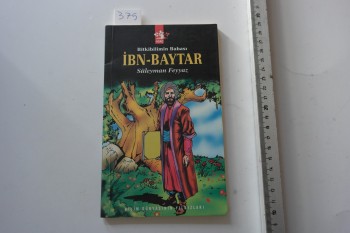 375
Bitkibilimin Babası
İBN-BAYTAR
Süleyman Feyyaz